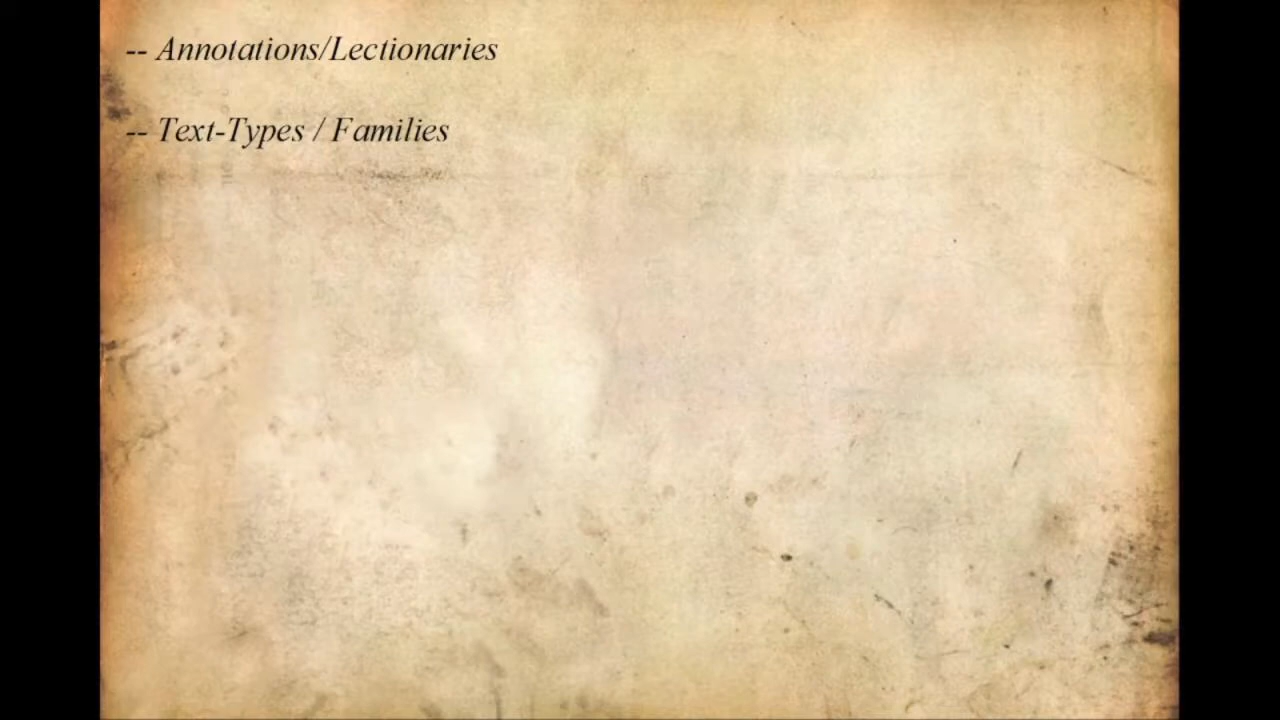 -- Annotations/Lectionaries
-- Text-Types / Families